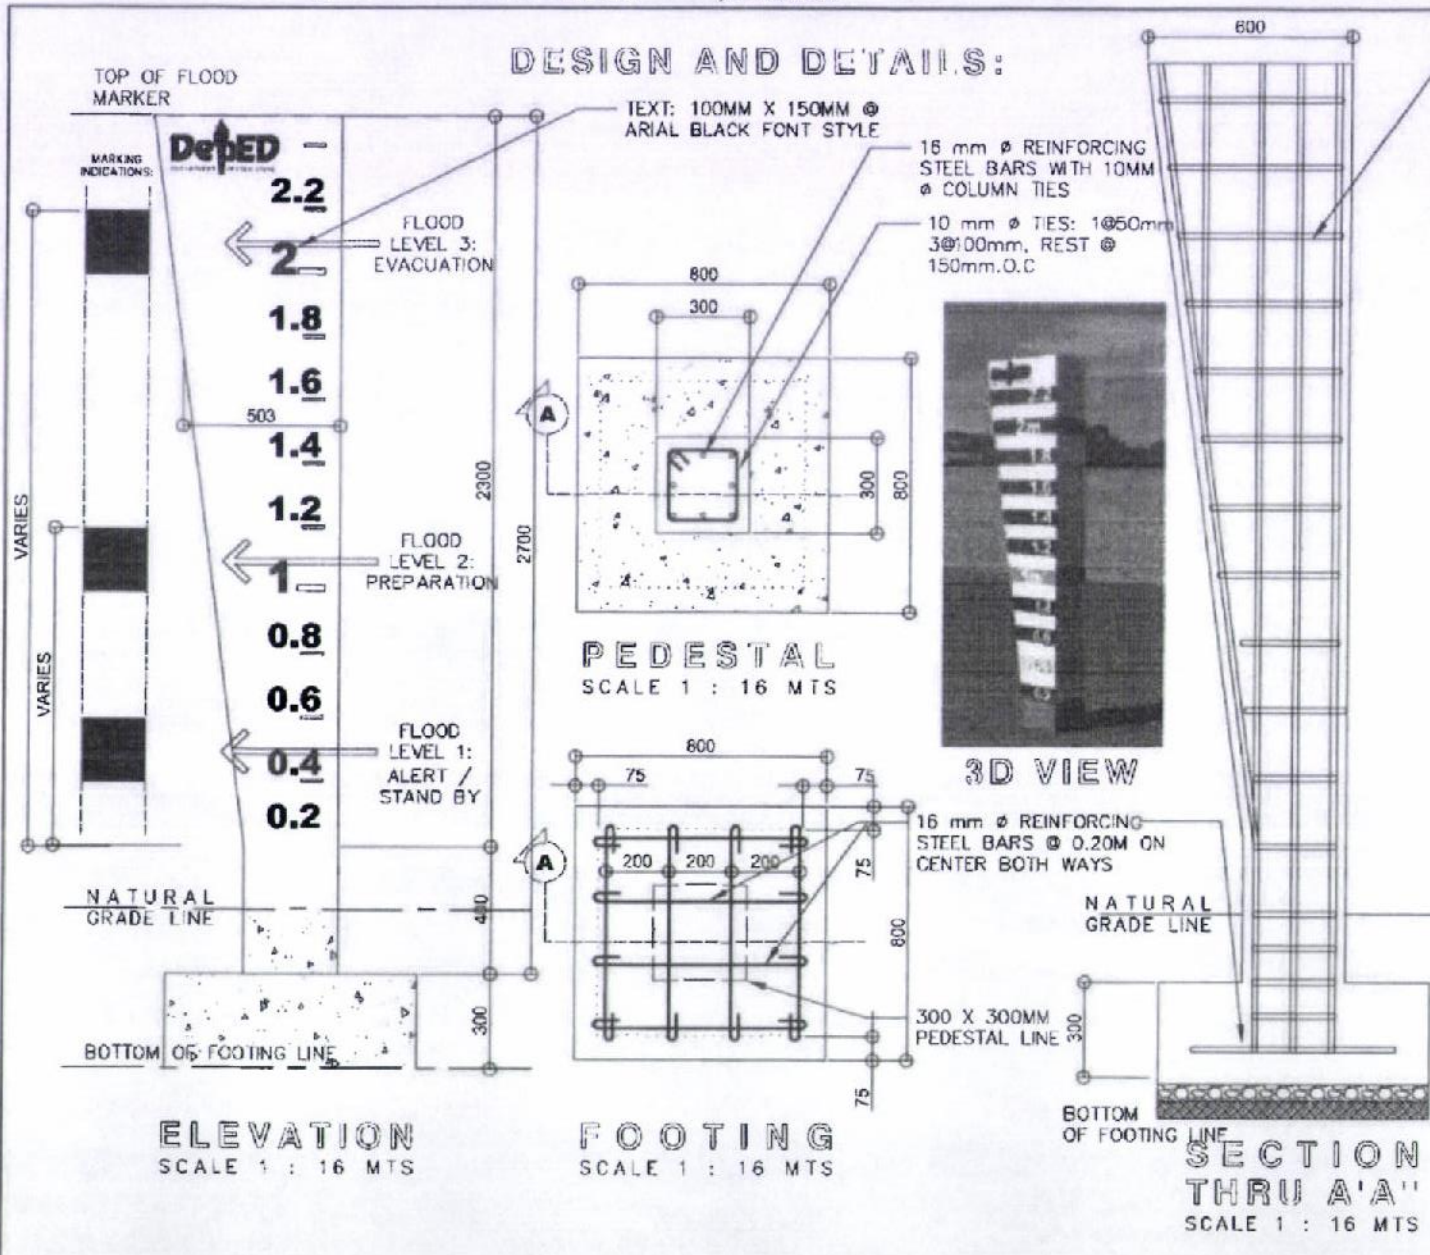 DESIGN AND DETAILS:
TOP OF FLOOD
MARKER
MARKING
INDICATIONS:
DepED
2.2
2
1.8
1.6
1.4
1.2
1
0.8
0.6
0.4
0.2
FLOOD
LEVEL 3:
EVACUATION
FLOOD
LEVEL 2:
PREPARATION
FLOOD
LEVEL 1:
ALERT /
STAND BY
503
VARIES
VARIES
2300
2700
400
300
NATURAL
GRADE LINE
BOTTOM OF FOOTING LINE
ELEVATION
SCALE 1 : 16 MTS
TEXT: 100MM X 150MM @
ARIAL BLACK FONT STYLE
16 mm ø REINFORCING
STEEL BARS WITH 10MM
ø COLUMN TIES
10 mm ø TIES: 1@50mm
3@100mm, REST @
150mm.O.C
800
300
A
300
800
PEDESTAL
SCALE 1 : 16 MTS
3D VIEW
800
75
75
200
200
200
75
A
800
75
16 mm ø REINFORCING
STEEL BARS @ 0.20M ON
CENTER BOTH WAYS
300 X 300MM
PEDESTAL LINE
FOOTING
SCALE 1 : 16 MTS
600
NATURAL
GRADE LINE
300
BOTTOM
OF FOOTING LINE
SECTION
THRU A'A"
SCALE 1 : 16 MTS